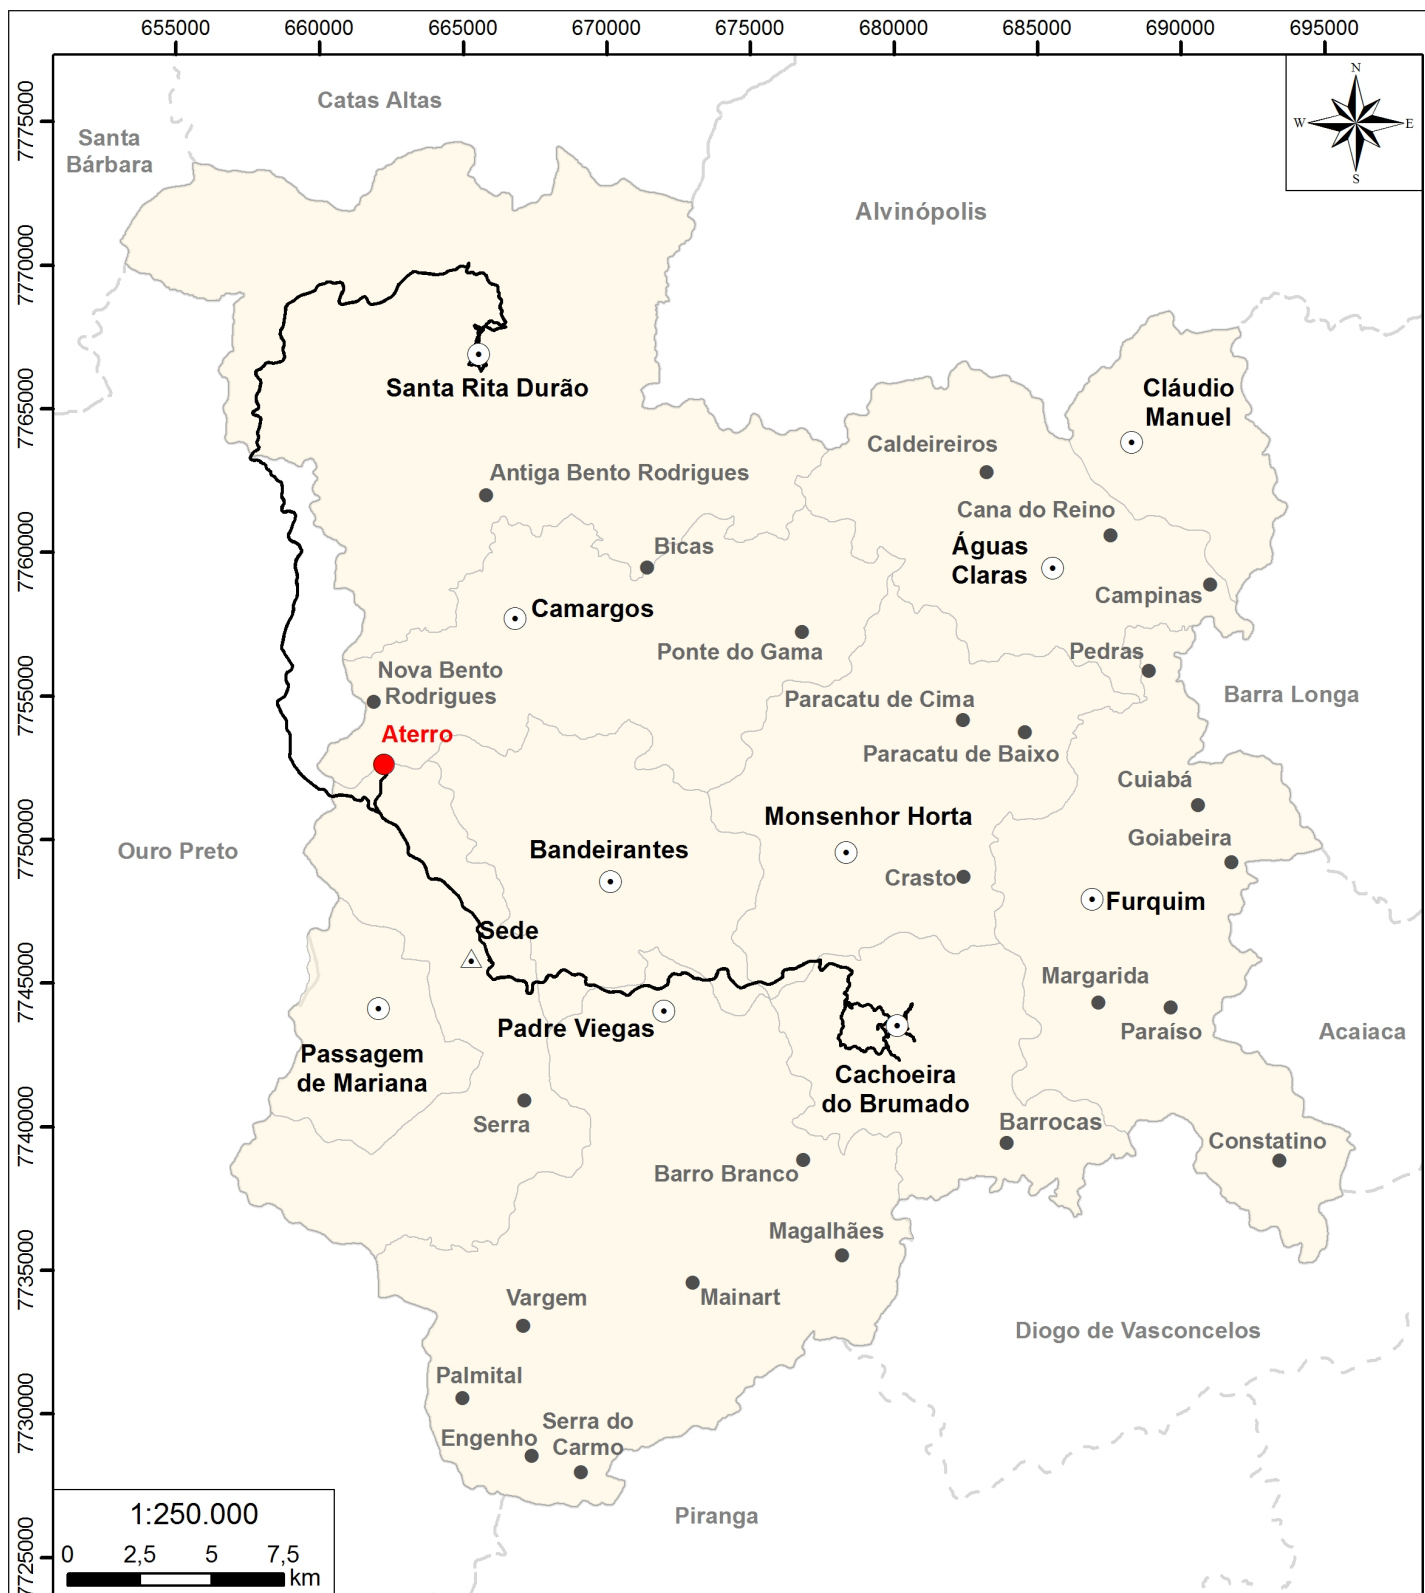 655000 660000 665000 670000 675000 680000 685000 690000 695000
7775000
7770000
7765000
7760000
7755000
7750000
7745000
7740000
7735000
7730000
7725000
N
W E
S
Catas Altas
Santa
Bárbara
Alvinópolis
Santa Rita Durão
Cláudio
Manuel
Caldeireiros
Antiga Bento Rodrigues
Cana do Reino
Águas
Claras
Bicas
Campinas
Camargos
Ponte do Gama
Pedras
Nova Bento
Rodrigues
Paracatu de Cima
Barra Longa
Aterro
Paracatu de Baixo
Cuiabá
Monsenhor Horta
Goiabeira
Ouro Preto
Bandeirantes
Crasto
Furquim
Sede
Margarida
Padre Viegas
Paraíso
Acaiaca
Passagem
de Mariana
Cachoeira
do Brumado
Serra
Barrocas
Constatino
Barro Branco
Magalhães
Mainart
Vargem
Diogo de Vasconcelos
Palmital
Serra do
Carmo
Engenho
Piranga
1:250.000
0 2,5 5 7,5
km